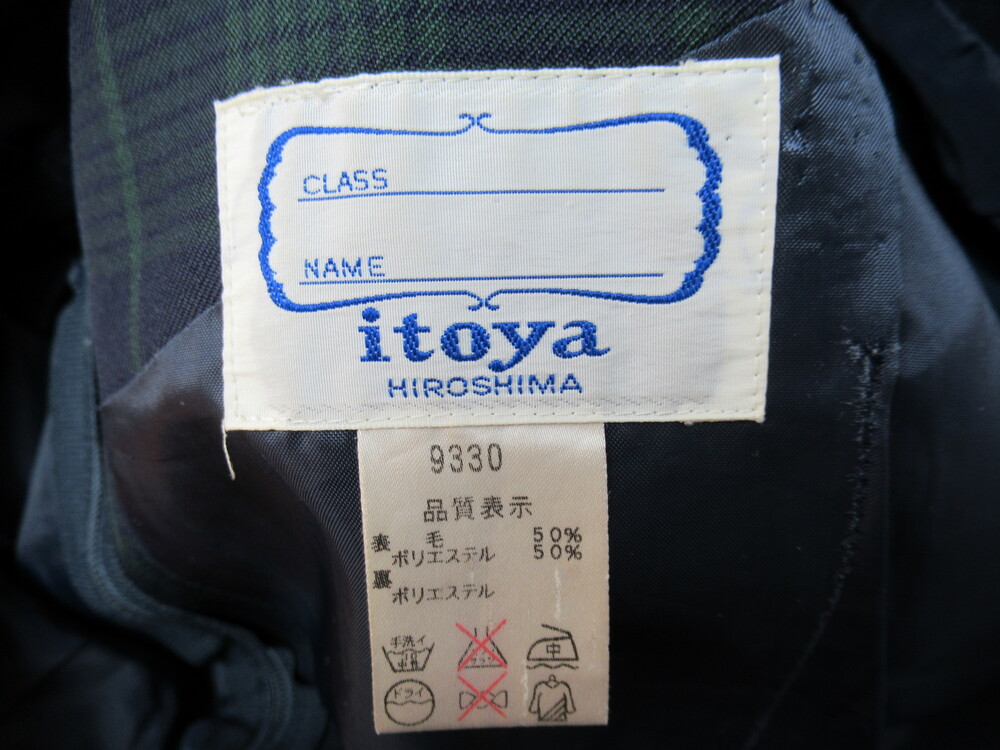 CLASS
NAME
itoya
HIROSHIMA
9330
品質表示
表 毛 50%
ポリエステル 50%
裏
ポリエステル
手洗イ
中
ドライ